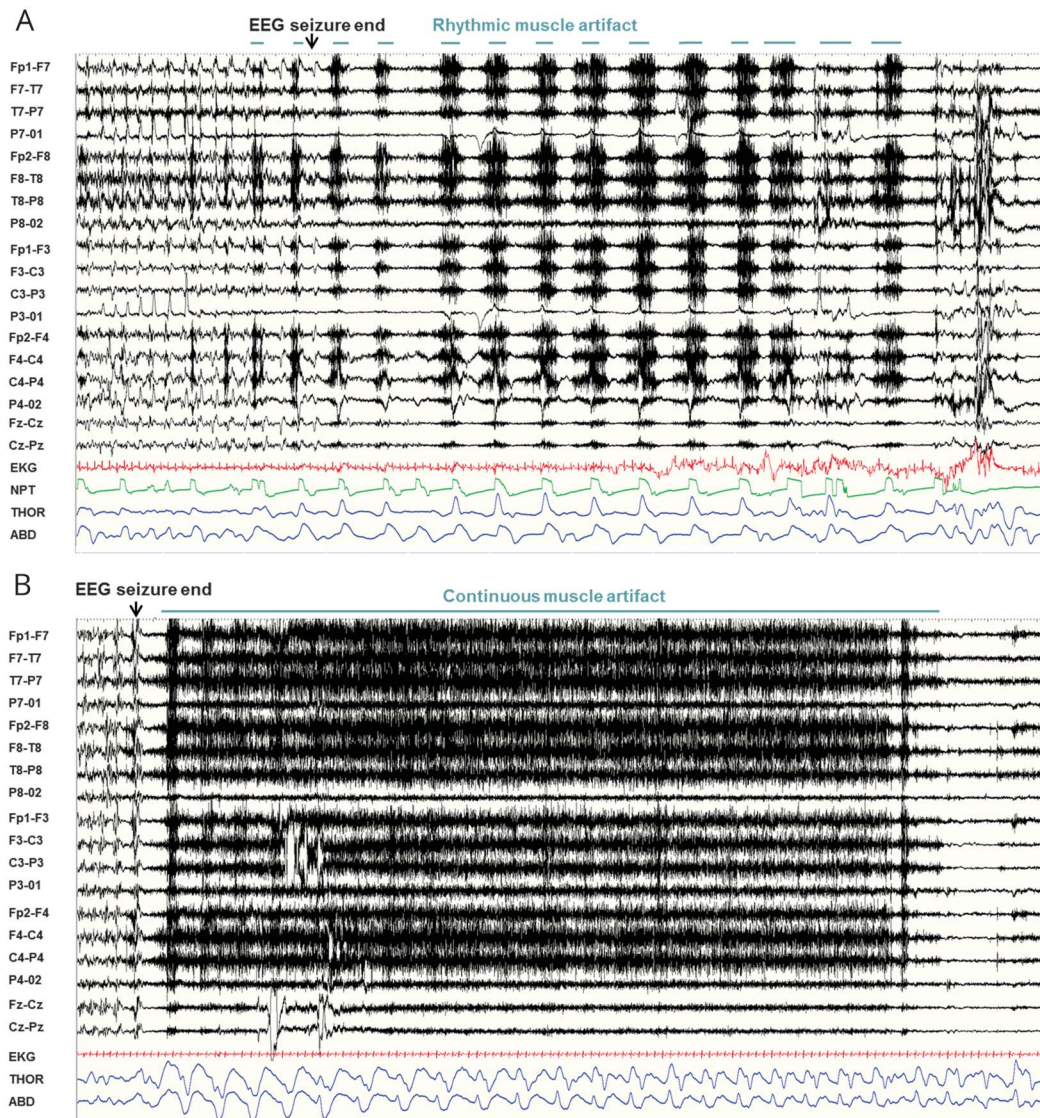 A
EEG seizure end
Rhythmic muscle artifact
Fp1-F7
F7-T7
T7-P7
P7-01
Fp2-F8
F8-T8
T8-P8
P8-02
Fp1-F3
F3-C3
C3-P3
P3-01
Fp2-F4
F4-C4
C4-P4
P4-02
Fz-Cz
Cz-Pz
EKG
NPT
THOR
ABD
B
EEG seizure end
Continuous muscle artifact
Fp1-F7
F7-T7
T7-P7
P7-01
Fp2-F8
F8-T8
T8-P8
P8-02
Fp1-F3
F3-C3
C3-P3
P3-01
Fp2-F4
F4-C4
C4-P4
P4-02
Fz-Cz
Cz-Pz
EKG
THOR
ABD